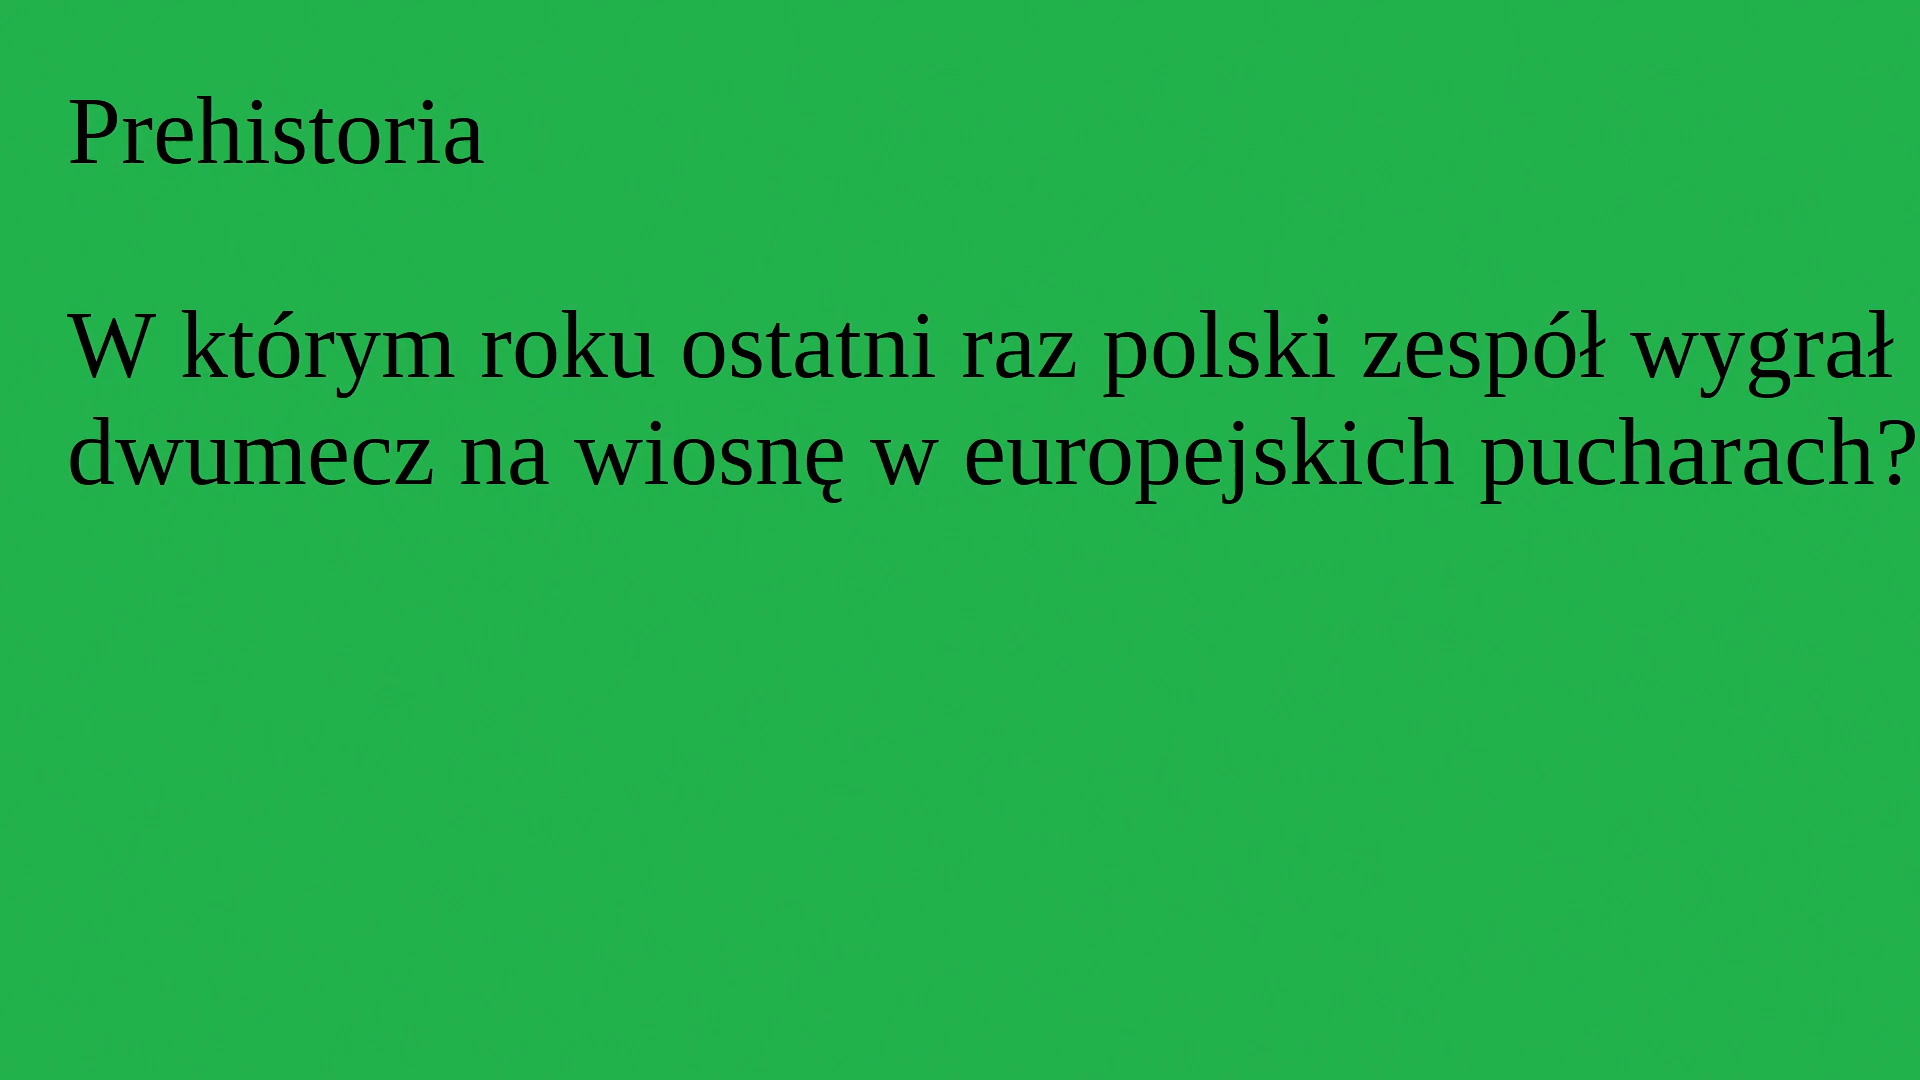 Prehistoria
W którym roku ostatni raz polski zespół wygrał
dwumecz na wiosnę w europejskich pucharach?